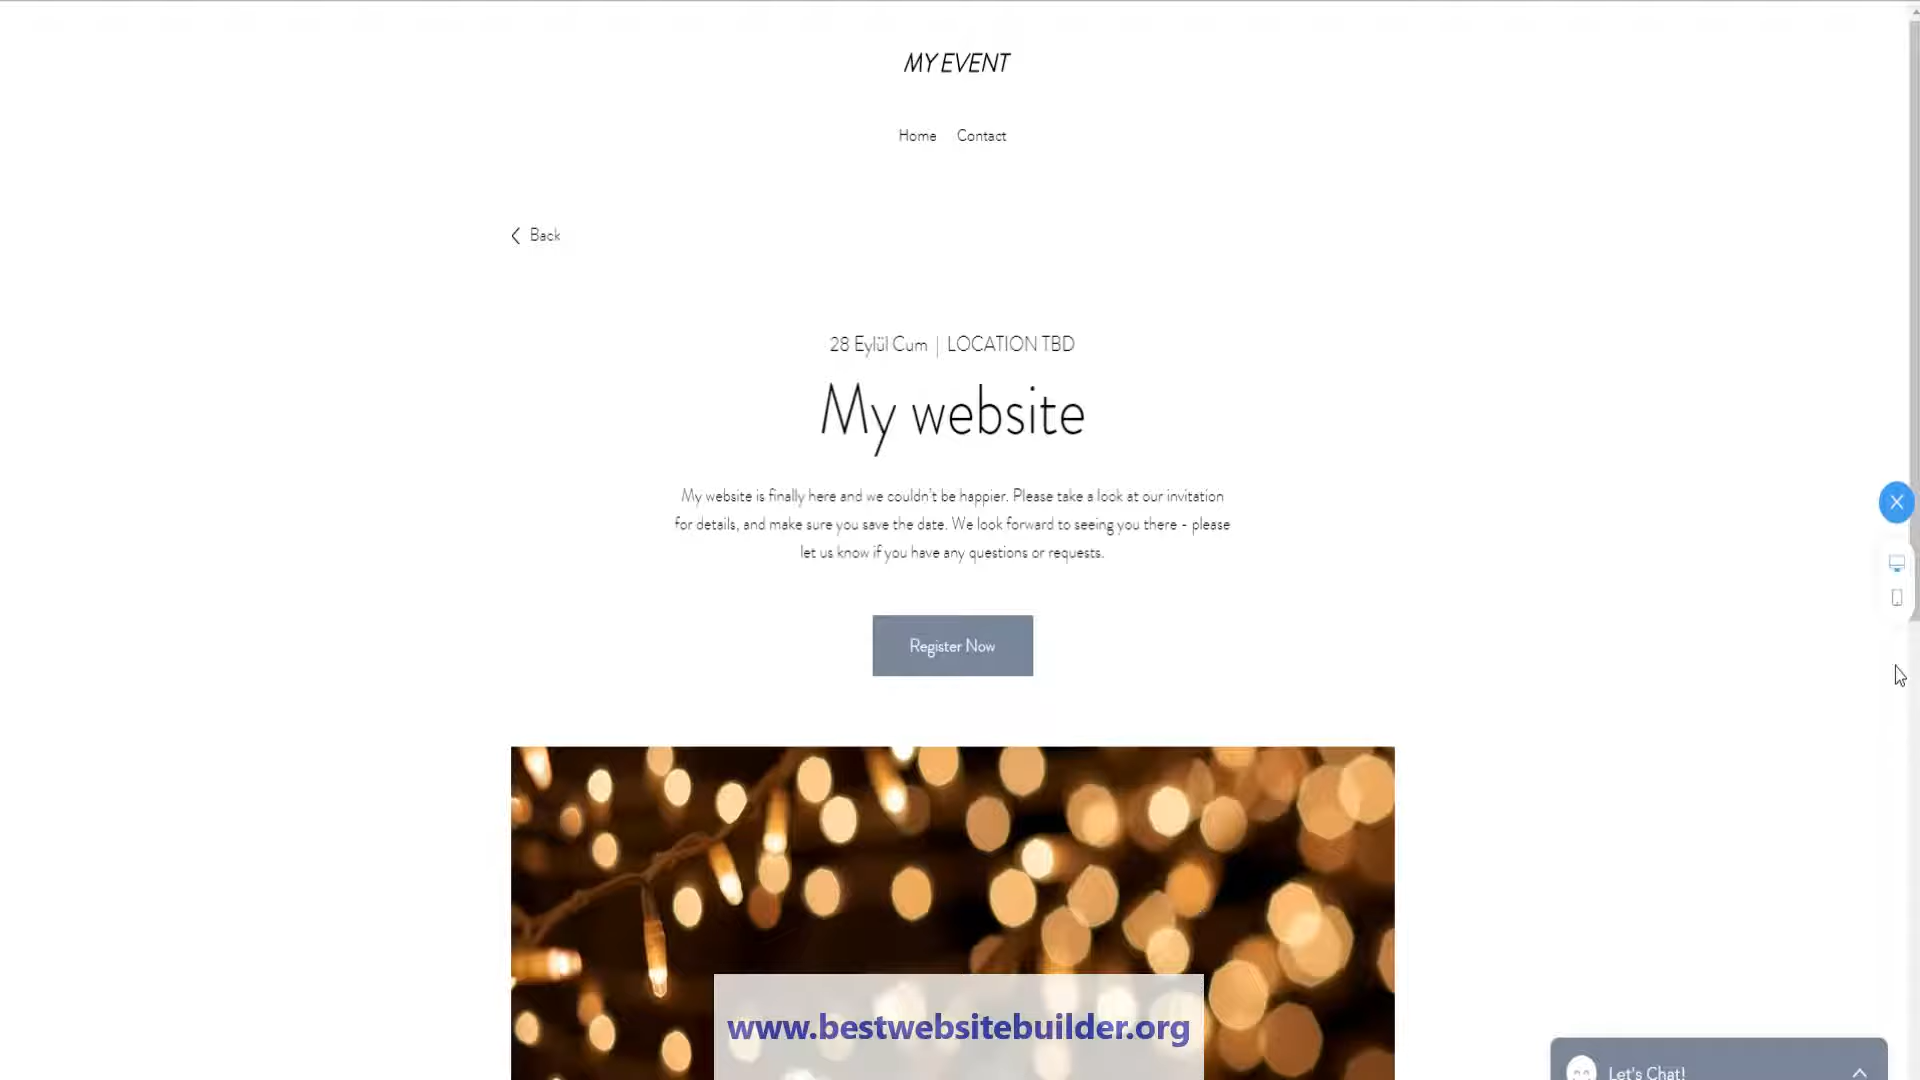 MY EVENT
Home Contact
Back
28 Eylül Cum | LOCATION TBD
My website
My website is finally here and we couldn't be happier. Please take a look at our invitation
for details, and make sure you save the date. We look forward to seeing you there - please
let us know if you have any questions or requests.
Register Now
www.bestwebsitebuilder.org
Let's Chat!